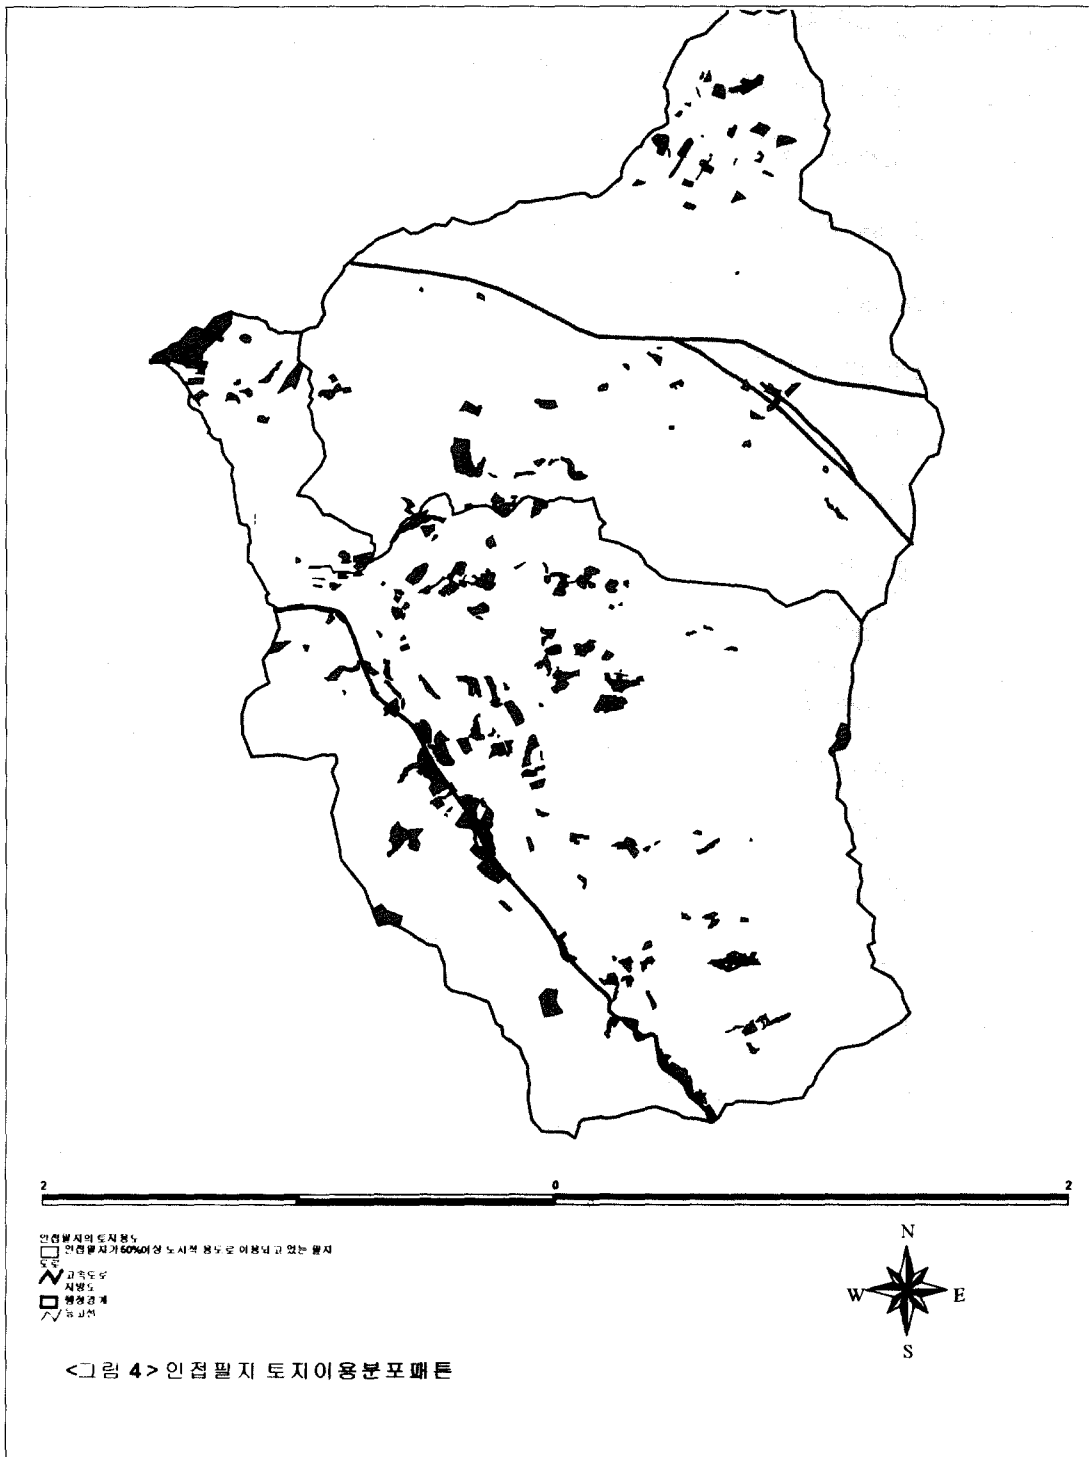 2 0 2
인접필지의 토지용도
인접필지가 60%이상 도시적 용도로 이용되고 있는 필지
도로
고속도로
지방도
행정경계
등고선
N
W E
S
<그림 4> 인접필지 토지이용분포패튼